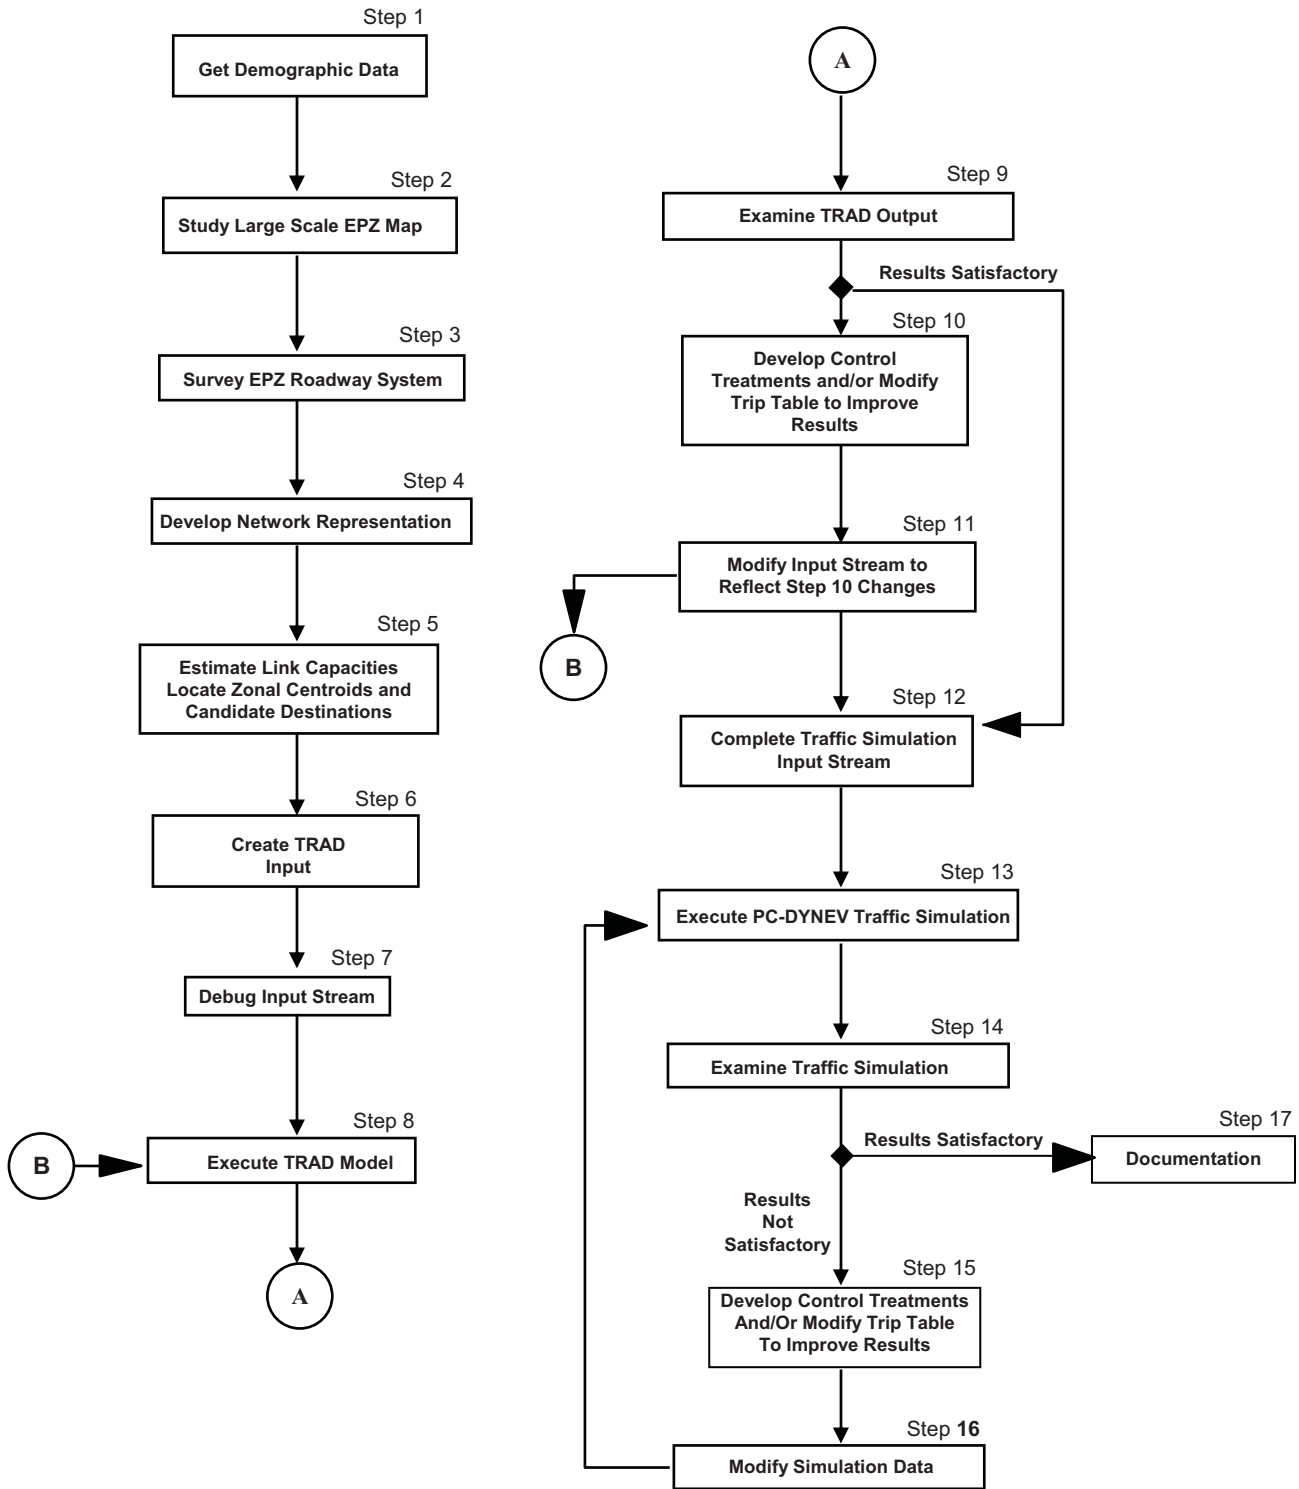 Step 1
Get Demographic Data
Step 2
Study Large Scale EPZ Map
Step 3
Survey EPZ Roadway System
Step 4
Develop Network Representation
Step 5
Estimate Link Capacities
Locate Zonal Centroids and
Candidate Destinations
Step 6
Create TRAD
Input
Step 7
Debug Input Stream
Step 8
B
Execute TRAD Model
A
A
Step 9
Examine TRAD Output
Results Satisfactory
Step 10
Develop Control
Treatments and/or Modify
Trip Table to Improve
Results
Step 11
Modify Input Stream to
Reflect Step 10 Changes
B
Step 12
Complete Traffic Simulation
Input Stream
Step 13
Execute PC-DYNEV Traffic Simulation
Step 14
Examine Traffic Simulation
Results Satisfactory
Step 17
Documentation
Results
Not
Satisfactory
Step 15
Develop Control Treatments
And/Or Modify Trip Table
To Improve Results
Step 16
Modify Simulation Data